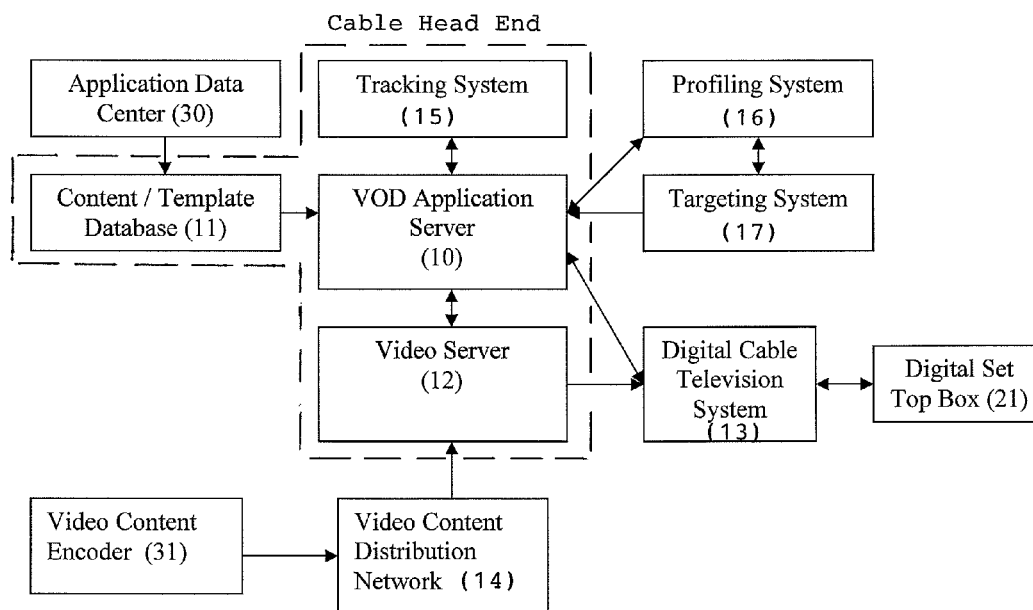 Cable Head End
Application Data
Center (30)
Tracking System
(15)
Profiling System
(16)
Content / Template
Database (11)
VOD Application
Server
(10)
Targeting System
(17)
Video Server
(12)
Digital Cable
Television
System
(13)
Digital Set
Top Box (21)
Video Content
Encoder (31)
Video Content
Distribution
Network (14)